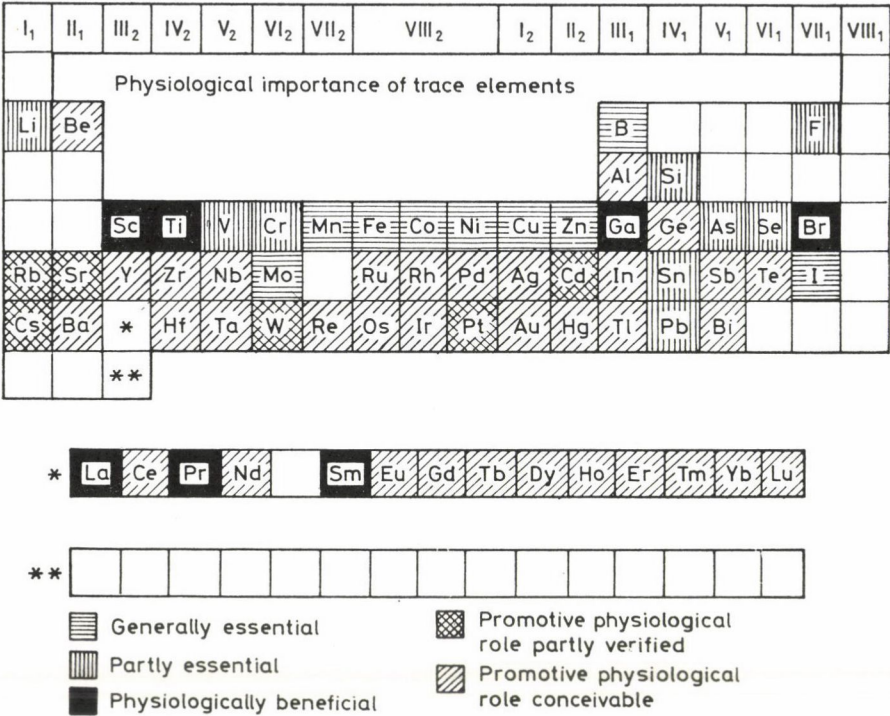 I₁ II₁ III₂ IV₂ V₂ VI₂ VII₂ VIII₂ I₂ II₂ III₁ IV₁ V₁ VI₁ VII₁ VIII₁
Physiological importance of trace elements
Li Be B F
Al Si
Sc Ti V Cr Mn Fe Co Ni Cu Zn Ga Ge As Se Br
Rb Sr Y Zr Nb Mo Ru Rh Pd Ag Cd In Sn Sb Te I
Cs Ba * Hf Ta W Re Os Ir Pt Au Hg Tl Pb Bi
**
* La Ce Pr Nd Sm Eu Gd Tb Dy Ho Er Tm Yb Lu
**
Generally essential
Partly essential
Physiologically beneficial
Promotive physiological
role partly verified
Promotive physiological
role conceivable